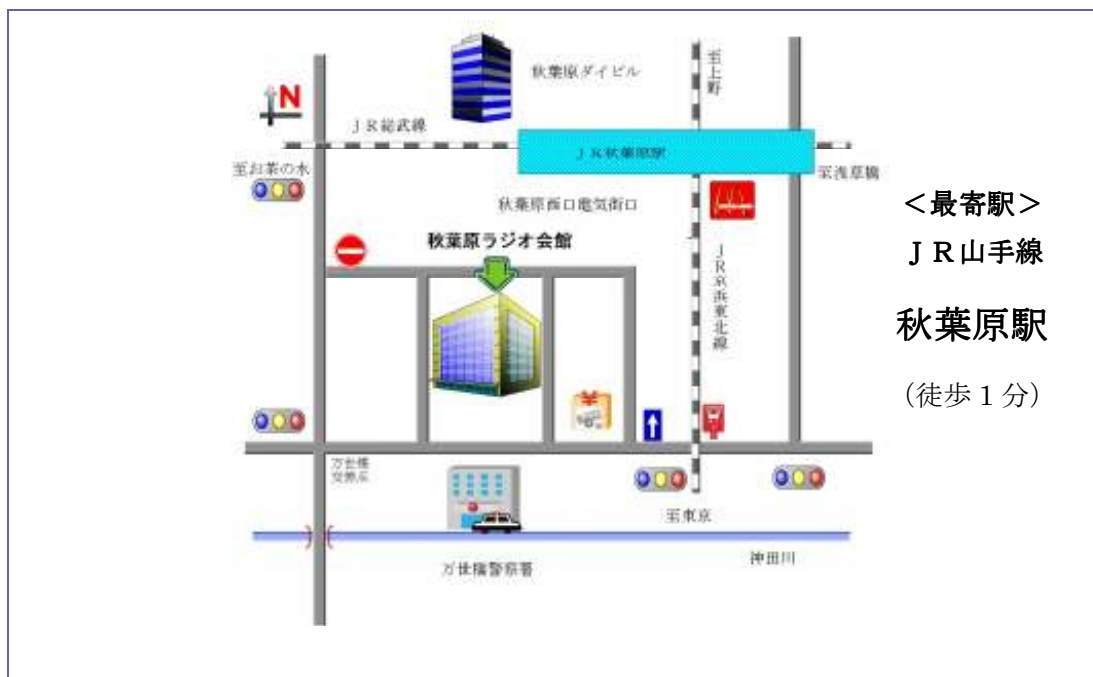 秋葉原ダイビル
至上野
N
ＪＲ総武線
ＪＲ秋葉原駅
至お茶の水
至浅草橋
秋葉原西口電気街口
秋葉原ラジオ会館
ＪＲ京浜東北線
万世橋
交差点
至東京
神田川
万世橋警察署
＜最寄駅＞
ＪＲ山手線
秋葉原駅
（徒歩１分）